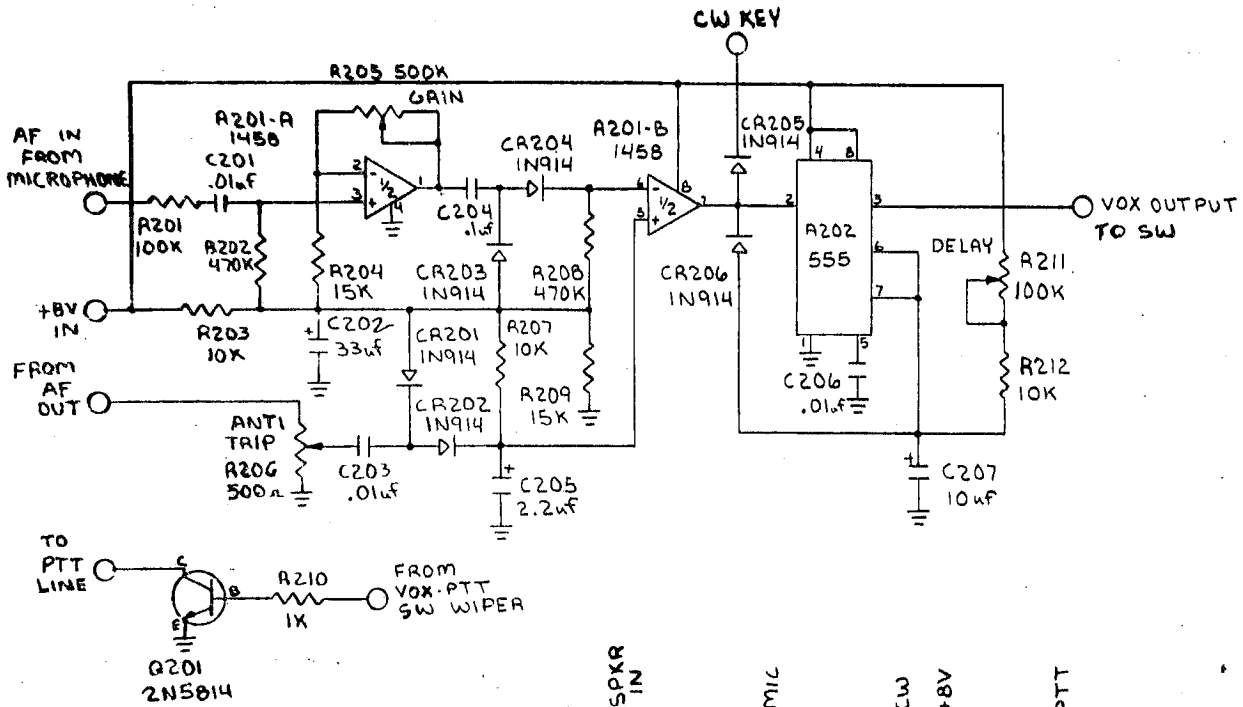 CW KEY
R205 500K
GAIN
A201-A
1458
AF IN
FROM
MICROPHONE
C201
.01uf
R201
100K
R202
470K
2
3
1
4
1/2
-
+
C204
.1uf
CR204
1N914
A201-B
1458
6
5
8
7
1/2
-
+
CR205
1N914
4
8
2
3
6
7
1
5
A202
555
VOX OUTPUT
TO SW
DELAY
R211
100K
R212
10K
R204
15K
CR203
1N914
R208
470K
CR206
1N914
+8V
IN
R203
10K
+
C202
33uf
CR201
1N914
R207
10K
R209
15K
C206
.01uf
FROM
AF
OUT
ANTI
TRIP
R206
500Ω
C203
.01uf
CR202
1N914
+
C205
2.2uf
+
C207
10uf
TO
PTT
LINE
C
B
E
R210
1K
FROM
VOX-PTT
SW WIPER
Q201
2N5814
SPKR
IN
MIC
CW
+8V
PTT